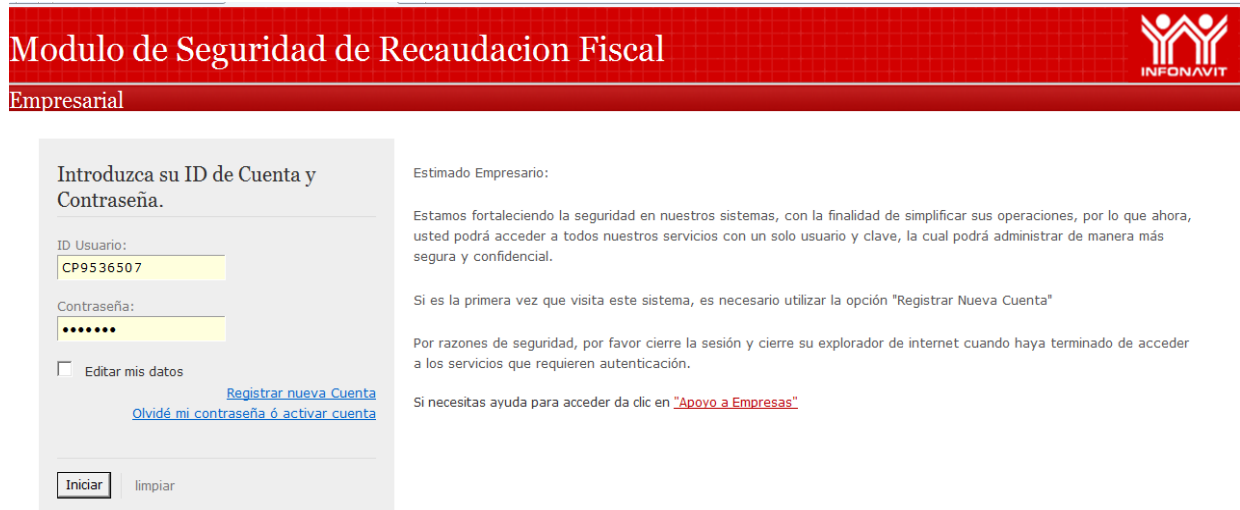 Modulo de Seguridad de Recaudacion Fiscal
INFONAVIT
Empresarial
Introduzca su ID de Cuenta y
Contraseña.
ID Usuario:
CP9536507
Contraseña:
•••••••
Editar mis datos
Registrar nueva Cuenta
Olvidé mi contraseña ó activar cuenta
Iniciar
limpiar
Estimado Empresario:
Estamos fortaleciendo la seguridad en nuestros sistemas, con la finalidad de simplificar sus operaciones, por lo que ahora,
usted podrá acceder a todos nuestros servicios con un solo usuario y clave, la cual podrá administrar de manera más
segura y confidencial.
Si es la primera vez que visita este sistema, es necesario utilizar la opción "Registrar Nueva Cuenta"
Por razones de seguridad, por favor cierre la sesión y cierre su explorador de internet cuando haya terminado de acceder
a los servicios que requieren autenticación.
Si necesitas ayuda para acceder da clic en "Apoyo a Empresas"